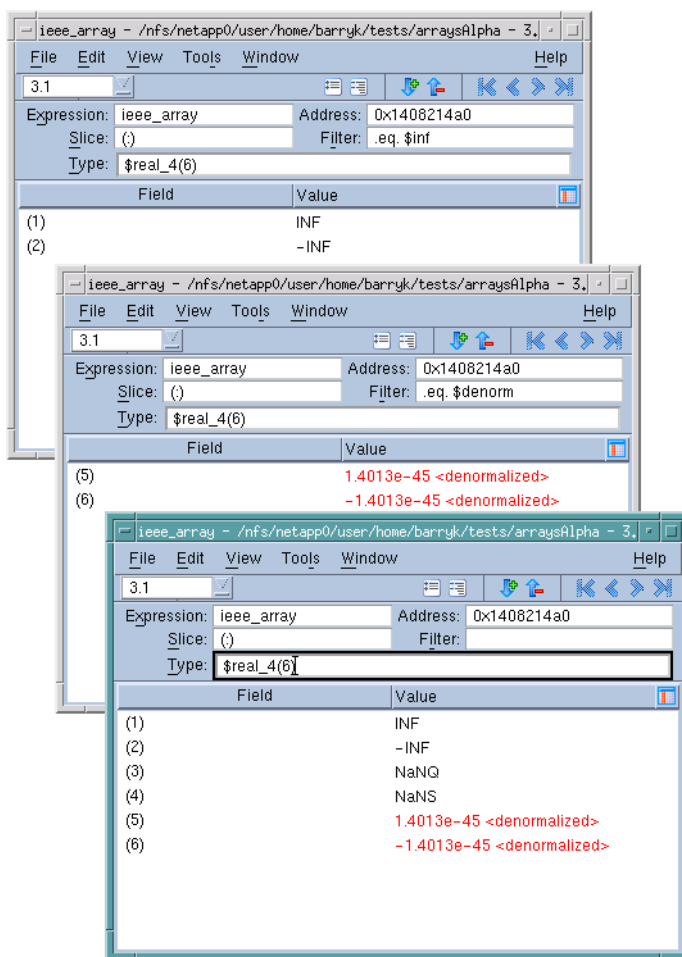 ieee_array - /nfs/netapp0/user/home/barryk/tests/arraysAlpha - 3.
File Edit View Tools Window Help
3.1
Expression: ieee_array Address: 0x1408214a0
Slice: (:) Filter: .eq. $inf
Type: $real_4(6)
Field Value
(1) INF
(2) -INF
ieee_array - /nfs/netapp0/user/home/barryk/tests/arraysAlpha - 3.
File Edit View Tools Window Help
3.1
Expression: ieee_array Address: 0x1408214a0
Slice: (:) Filter: .eq. $denorm
Type: $real_4(6)
Field Value
(5) 1.4013e-45 <denormalized>
(6) -1.4013e-45 <denormalized>
ieee_array - /nfs/netapp0/user/home/barryk/tests/arraysAlpha - 3.
File Edit View Tools Window Help
3.1
Expression: ieee_array Address: 0x1408214a0
Slice: (:) Filter:
Type: $real_4(6)
Field Value
(1) INF
(2) -INF
(3) NaNQ
(4) NaNS
(5) 1.4013e-45 <denormalized>
(6) -1.4013e-45 <denormalized>